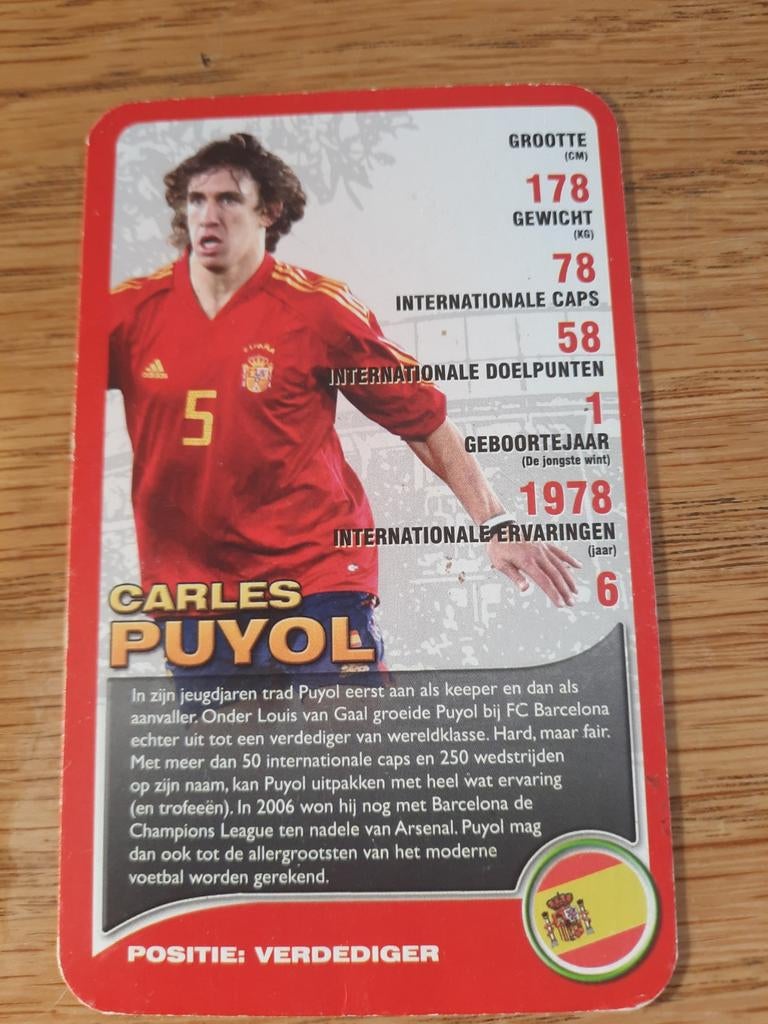 GROOTTE
(CM)
178
GEWICHT
(KG)
78
INTERNATIONALE CAPS
58
INTERNATIONALE DOELPUNTEN
1
GEBOORTEJAAR
(De jongste wint)
1978
INTERNATIONALE ERVARINGEN
(jaar)
6
ESPAÑA
adidas
5
CARLES
PUYOL
In zijn jeugdjaren trad Puyol eerst aan als keeper en dan als
aanvaller. Onder Louis van Gaal groeide Puyol bij FC Barcelona
echter uit tot een verdediger van wereldklasse. Hard, maar fair.
Met meer dan 50 internationale caps en 250 wedstrijden
op zijn naam, kan Puyol uitpakken met heel wat ervaring
(en trofeeën). In 2006 won hij nog met Barcelona de
Champions League ten nadele van Arsenal. Puyol mag
dan ook tot de allergrootsten van het moderne
voetbal worden gerekend.
POSITIE: VERDEDIGER